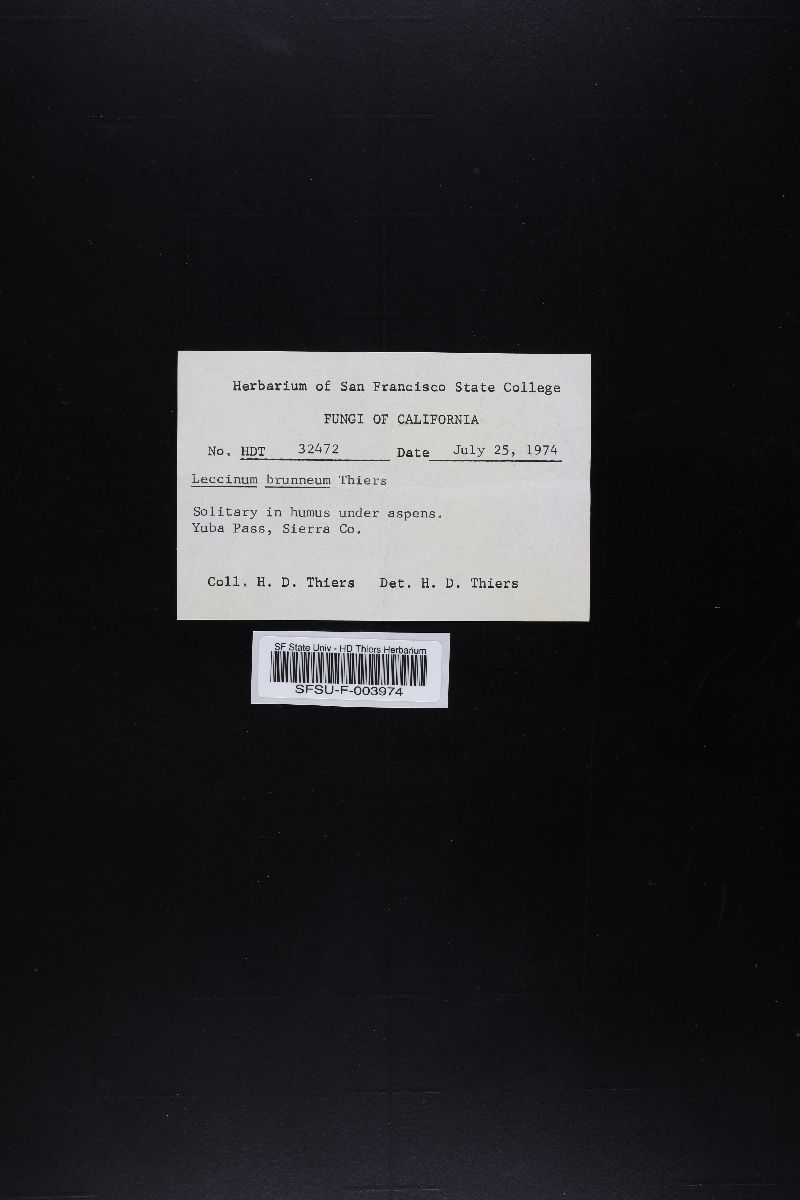 Herbarium of San Francisco State College
FUNGI OF CALIFORNIA
No. HDT 32472 Date July 25, 1974
Leccinum brunneum Thiers
Solitary in humus under aspens.
Yuba Pass, Sierra Co.
Coll. H. D. Thiers Det. H. D. Thiers
SF State Univ - HD Thiers Herbarium
SFSU-F-003974